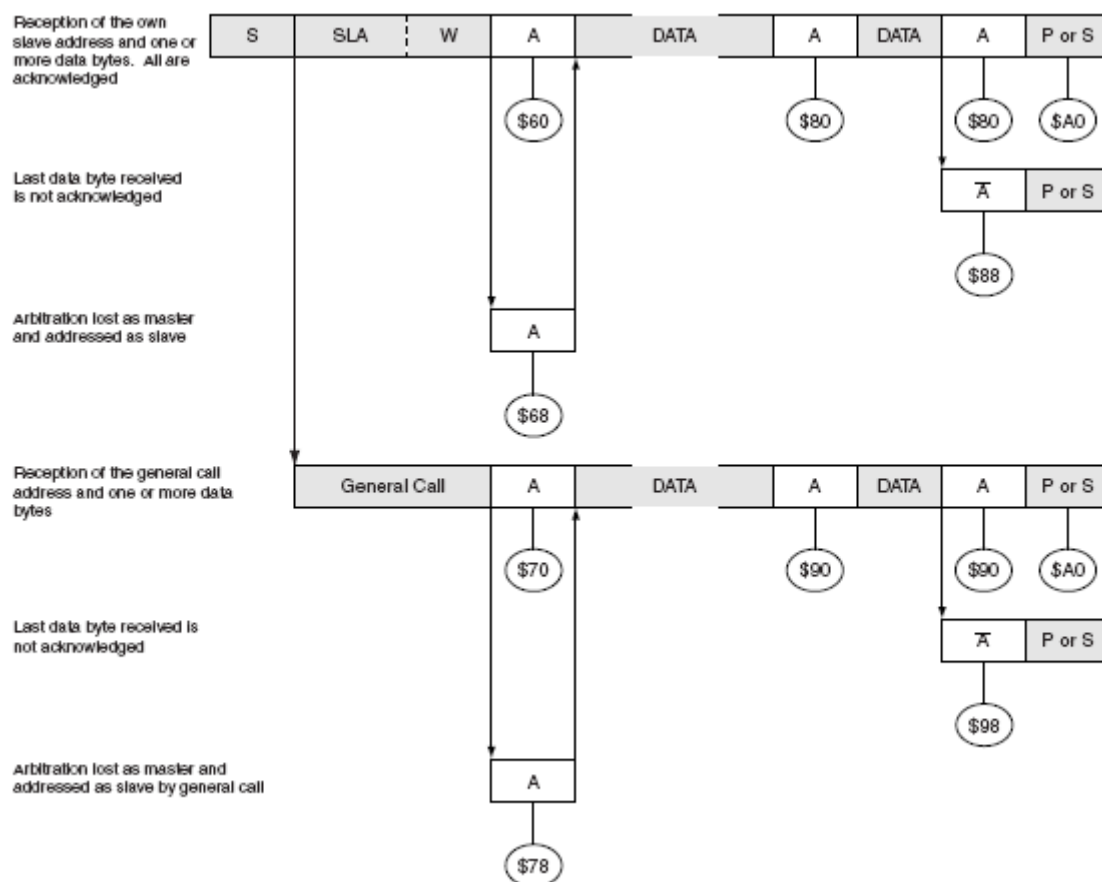 Reception of the own
slave address and one or
more data bytes. All are
acknowledged
S SLA W A DATA A DATA A P or S
$60 $80 $80 $A0
Last data byte received
is not acknowledged
A̅ P or S
$88
Arbitration lost as master
and addressed as slave
A
$68
Reception of the general call
address and one or more data
bytes
General Call A DATA A DATA A P or S
$70 $90 $90 $A0
Last data byte received is
not acknowledged
A̅ P or S
$98
Arbitration lost as master and
addressed as slave by general call
A
$78